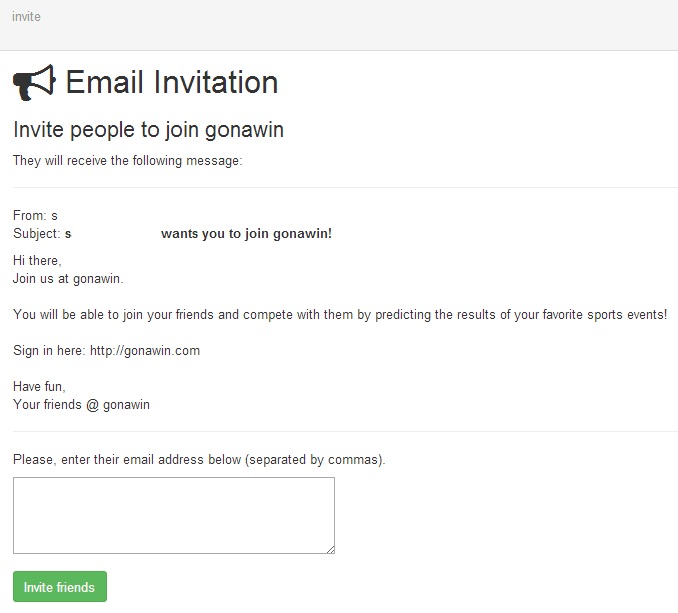 invite
Email Invitation
Invite people to join gonawin
They will receive the following message:
From: s
Subject: s wants you to join gonawin!
Hi there,
Join us at gonawin.
You will be able to join your friends and compete with them by predicting the results of your favorite sports events!
Sign in here: http://gonawin.com
Have fun,
Your friends @ gonawin
Please, enter their email address below (separated by commas).
Invite friends